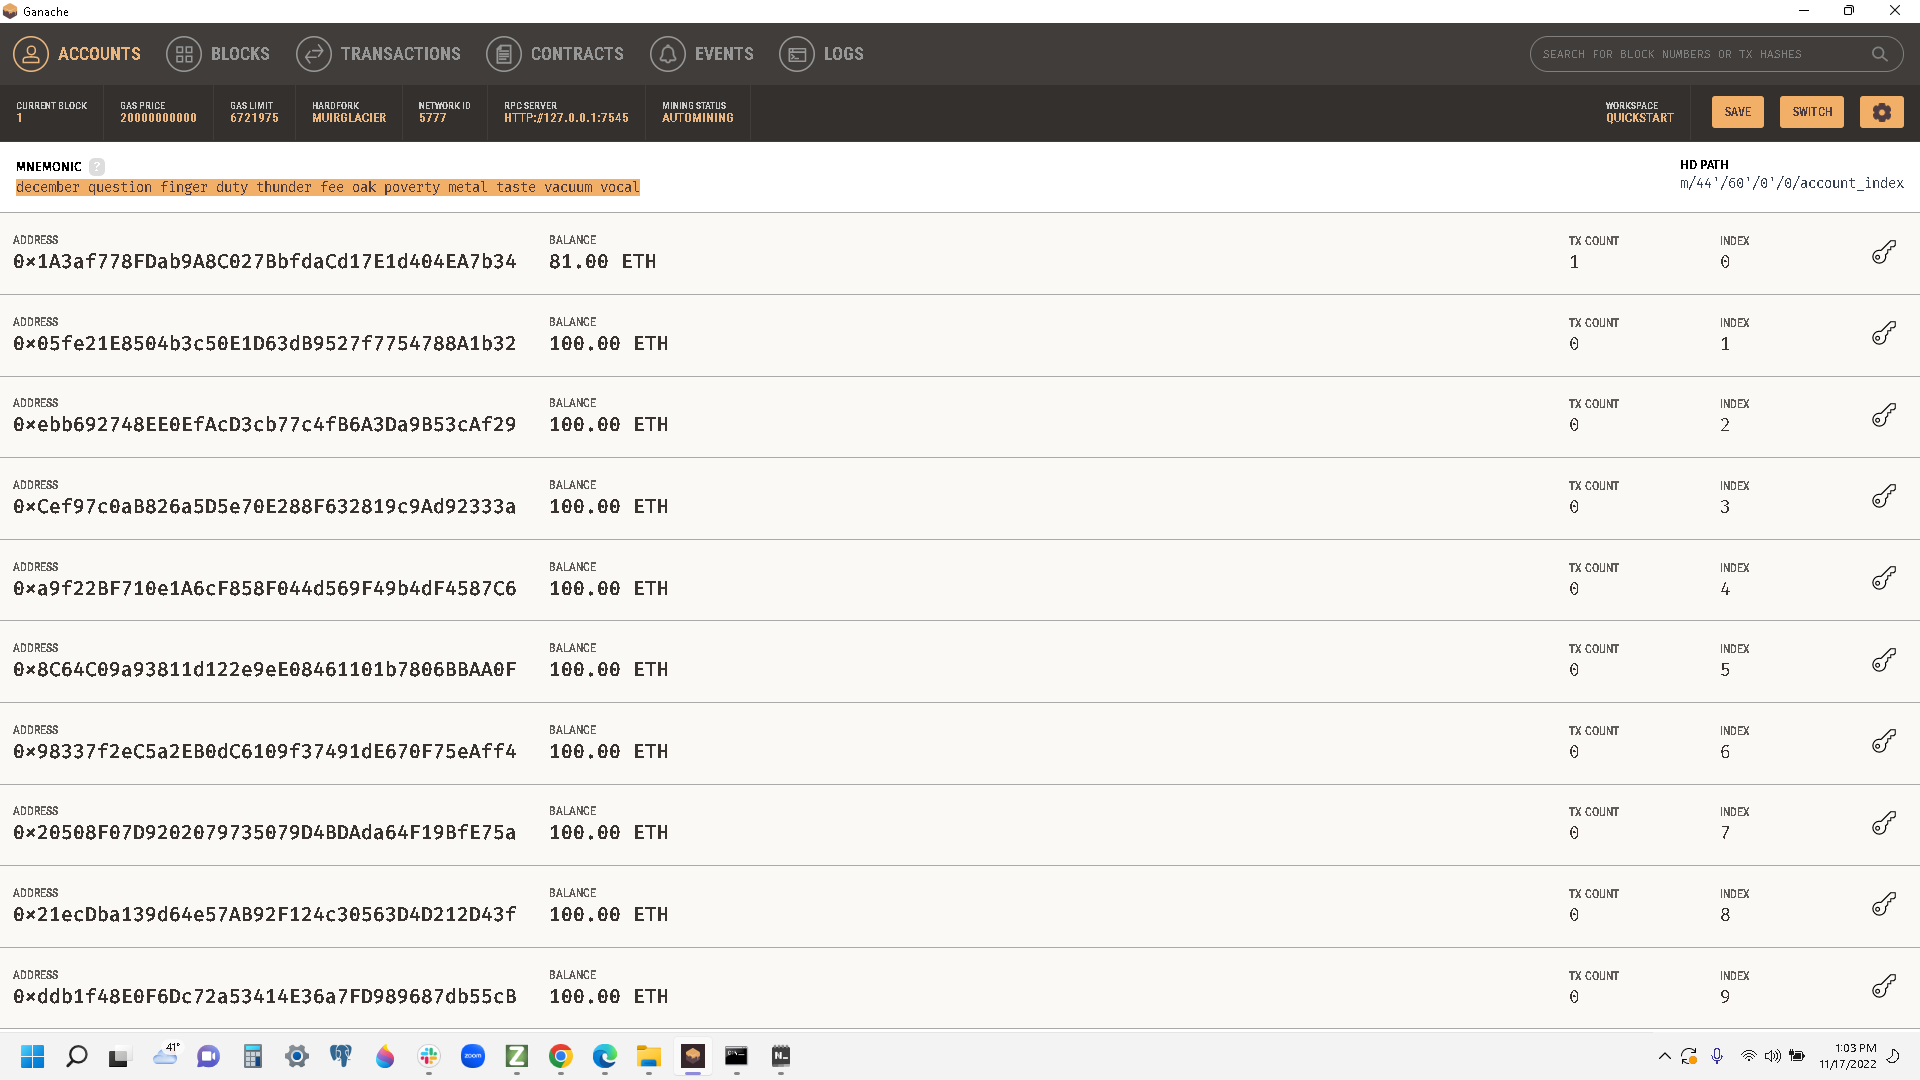 Ganache
ACCOUNTS BLOCKS TRANSACTIONS CONTRACTS EVENTS LOGS SEARCH FOR BLOCK NUMBERS OR TX HASHES
CURRENT BLOCK GAS PRICE GAS LIMIT HARDFORK NETWORK ID RPC SERVER MINING STATUS WORKSPACE
1 20000000000 6721975 MUIRGLACIER 5777 HTTP://127.0.0.1:7545 AUTOMINING QUICKSTART SAVE SWITCH
MNEMONIC ? HD PATH
december question finger duty thunder fee oak poverty metal taste vacuum vocal m/44'/60'/0'/0/account_index
ADDRESS BALANCE TX COUNT INDEX
0×1A3af778FDab9A8C027BbfdaCd17E1d404EA7b34 81.00 ETH 1 0
ADDRESS BALANCE TX COUNT INDEX
0×05fe21E8504b3c50E1D63dB9527f7754788A1b32 100.00 ETH 0 1
ADDRESS BALANCE TX COUNT INDEX
0×ebb692748EE0EfAcD3cb77c4fB6A3Da9B53cAf29 100.00 ETH 0 2
ADDRESS BALANCE TX COUNT INDEX
0×Cef97c0aB826a5D5e70E288F632819c9Ad92333a 100.00 ETH 0 3
ADDRESS BALANCE TX COUNT INDEX
0×a9f22BF710e1A6cF858F044d569F49b4dF4587C6 100.00 ETH 0 4
ADDRESS BALANCE TX COUNT INDEX
0×8C64C09a93811d122e9eE08461101b7806BBAA0F 100.00 ETH 0 5
ADDRESS BALANCE TX COUNT INDEX
0×98337f2eC5a2EB0dC6109f37491dE670F75eAff4 100.00 ETH 0 6
ADDRESS BALANCE TX COUNT INDEX
0×20508F07D9202079735079D4BDAda64F19BfE75a 100.00 ETH 0 7
ADDRESS BALANCE TX COUNT INDEX
0×21ecDba139d64e57AB92F124c30563D4D212D43f 100.00 ETH 0 8
ADDRESS BALANCE TX COUNT INDEX
0×ddb1f48E0F6Dc72a53414E36a7FD989687db55cB 100.00 ETH 0 9
41° zoom Z N 1:03 PM
11/17/2022